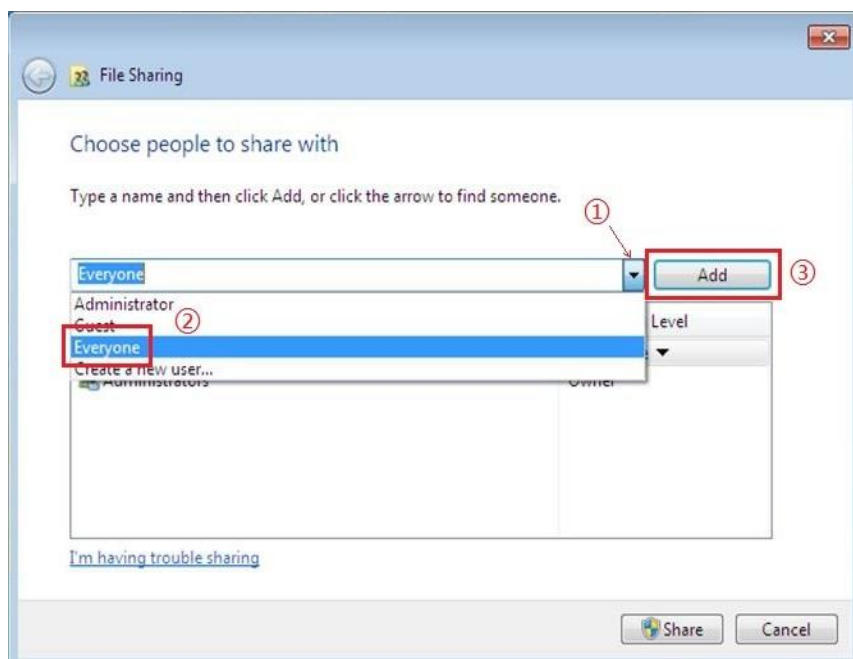 File Sharing
Choose people to share with
Type a name and then click Add, or click the arrow to find someone.
①
Everyone
Add
③
Administrator
Guest
②
Level
Everyone
Create a new user...
Administrators
Owner
I'm having trouble sharing
Share
Cancel